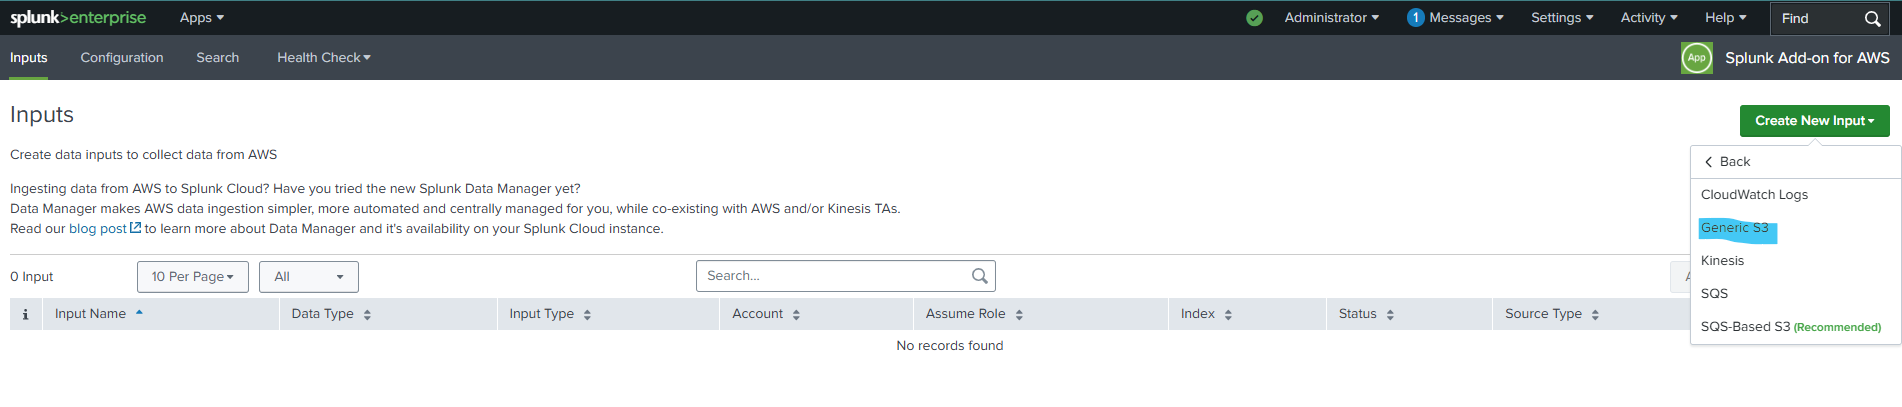 splunk>enterprise Apps Administrator 1 Messages Settings Activity Help Find
Inputs Configuration Search Health Check App Splunk Add-on for AWS
Inputs
Create New Input
Create data inputs to collect data from AWS
Back
Ingesting data from AWS to Splunk Cloud? Have you tried the new Splunk Data Manager yet?
CloudWatch Logs
Data Manager makes AWS data ingestion simpler, more automated and centrally managed for you, while co-existing with AWS and/or Kinesis TAs.
Read our blog post to learn more about Data Manager and it's availability on your Splunk Cloud instance.
Generic S3
Kinesis
0 Input 10 Per Page All Search...
SQS
i Input Name Data Type Input Type Account Assume Role Index Status Source Type
SQS-Based S3 (Recommended)
No records found